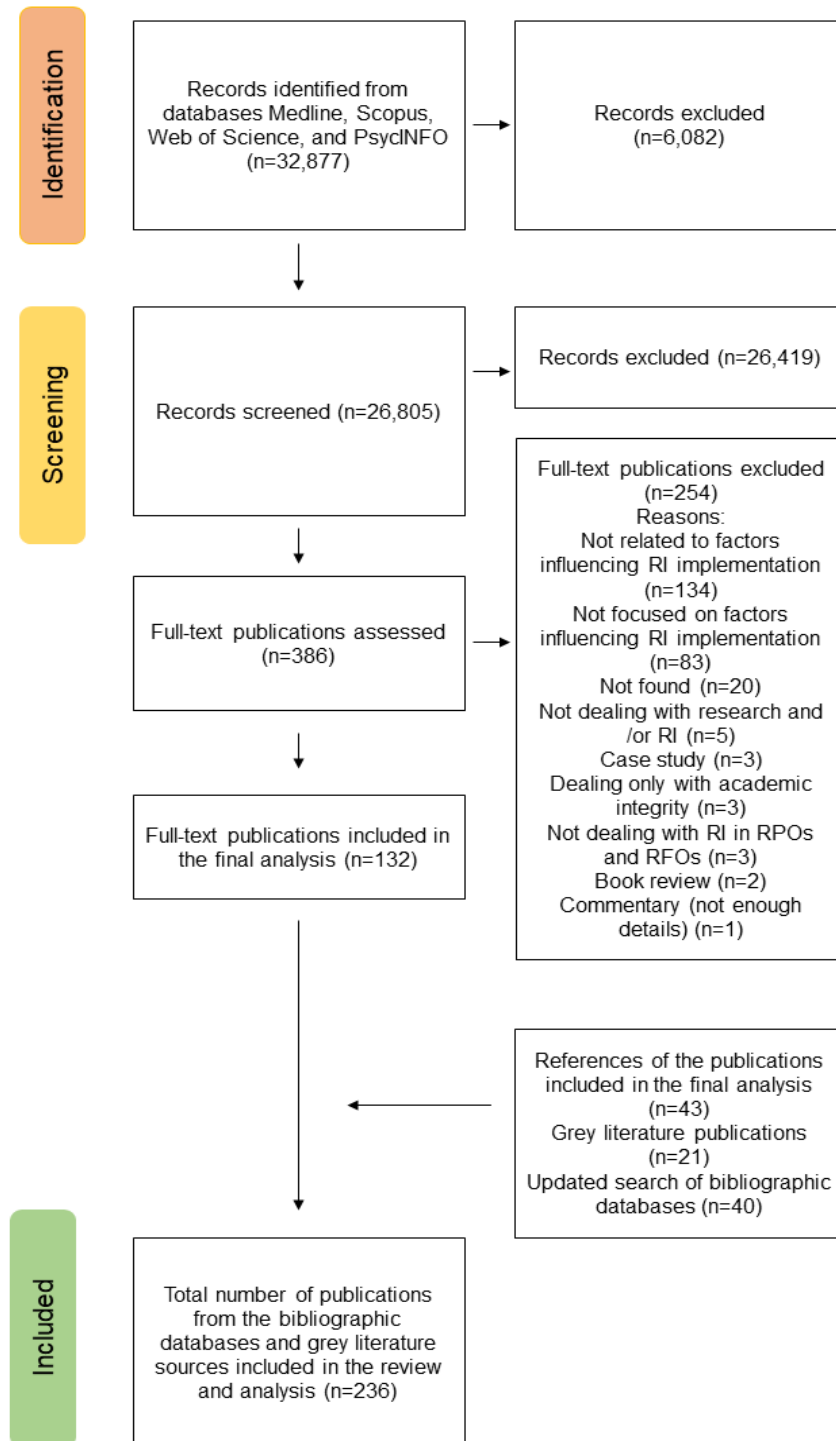 Identification
Records identified from
databases Medline, Scopus,
Web of Science, and PsycINFO
(n=32,877)
Records excluded
(n=6,082)
Screening
Records screened (n=26,805)
Records excluded (n=26,419)
Full-text publications assessed
(n=386)
Full-text publications excluded
(n=254)
Reasons:
Not related to factors
influencing RI implementation
(n=134)
Not focused on factors
influencing RI implementation
(n=83)
Not found (n=20)
Not dealing with research and
/or RI (n=5)
Case study (n=3)
Dealing only with academic
integrity (n=3)
Not dealing with RI in RPOs
and RFOs (n=3)
Book review (n=2)
Commentary (not enough
details) (n=1)
Full-text publications included in
the final analysis (n=132)
References of the publications
included in the final analysis
(n=43)
Grey literature publications
(n=21)
Updated search of bibliographic
databases (n=40)
Included
Total number of publications
from the bibliographic
databases and grey literature
sources included in the review
and analysis (n=236)